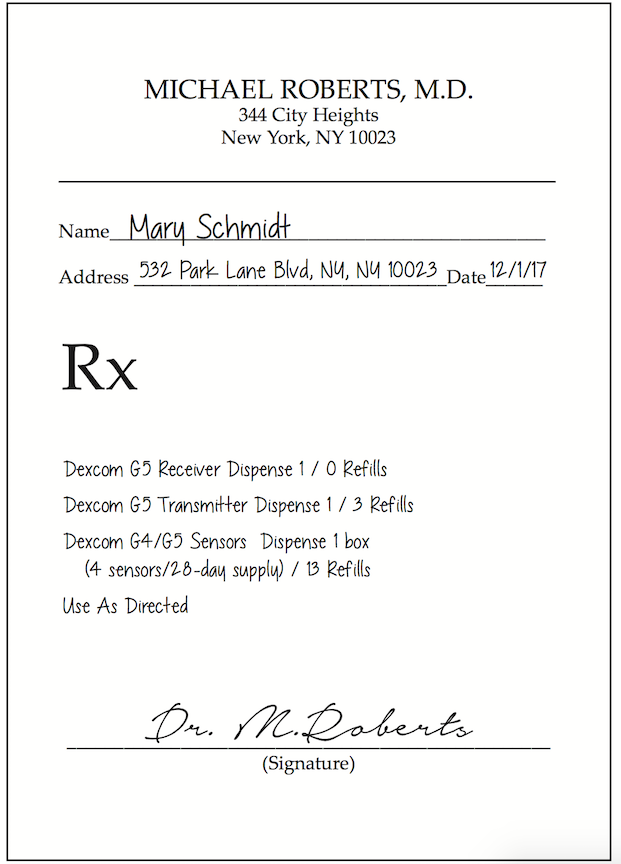 MICHAEL ROBERTS, M.D.
344 City Heights
New York, NY 10023
Name Mary Schmidt
Address 532 Park Lane Blvd, NY, NY 10023 Date 12/1/17
Rx
Dexcom G5 Receiver Dispense 1 / 0 Refills
Dexcom G5 Transmitter Dispense 1 / 3 Refills
Dexcom G4/G5 Sensors Dispense 1 box
(4 sensors/28-day supply) / 13 Refills
Use As Directed
Dr. M.Roberts
(Signature)